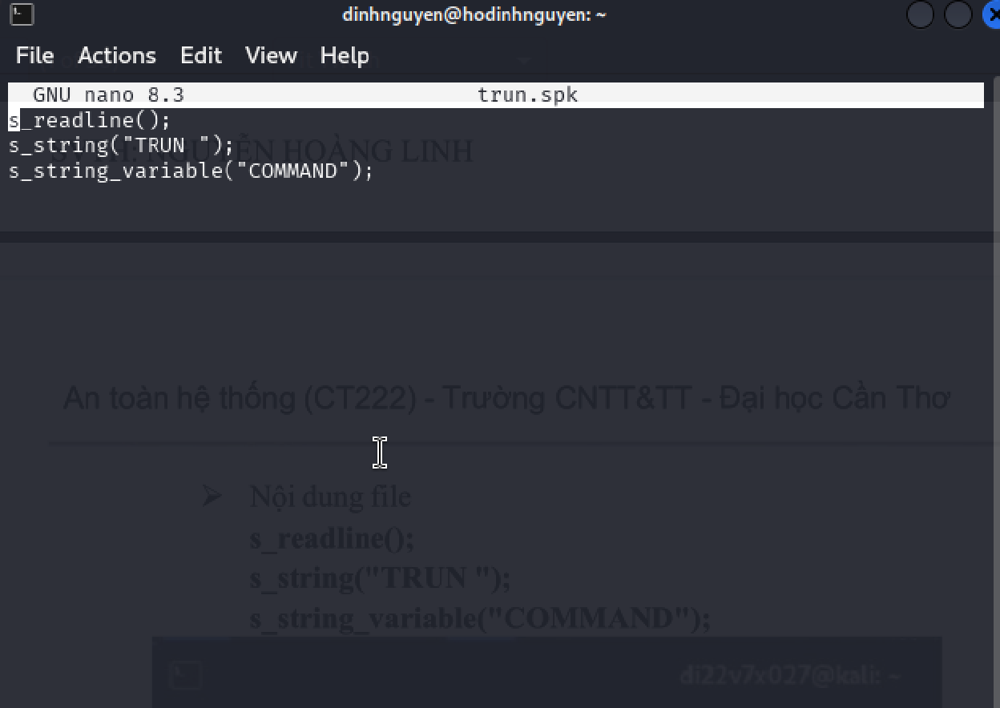 dinhnguyen@hodinhnguyen: ~
File Actions Edit View Help
GNU nano 8.3 trun.spk
s_readline();
s_string("TRUN ");
SVTH: NGUYỄN HOÀNG LINH
s_string_variable("COMMAND");
An toàn hệ thống (CT222) - Trường CNTT&TT - Đại học Cần Thơ
➤ Nội dung file
s_readline();
s_string("TRUN ");
s_string_variable("COMMAND");
di22v7x027@kali: ~